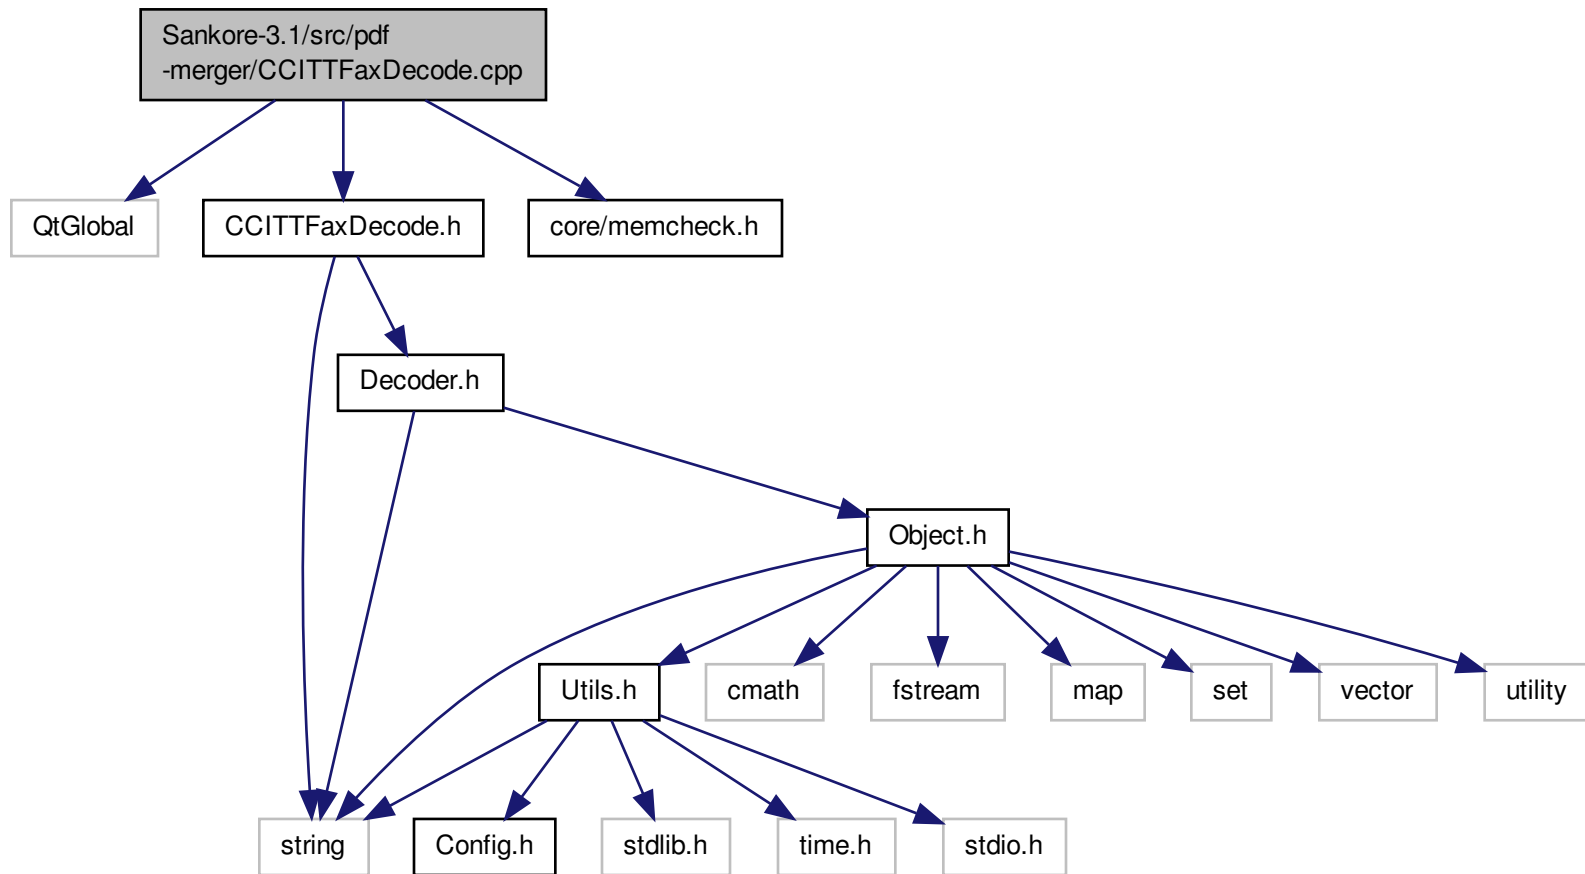 Sankore-3.1/src/pdf
-merger/CCITTFaxDecode.cpp
QtGlobal
CCITTFaxDecode.h
core/memcheck.h
Decoder.h
Object.h
Utils.h
cmath
fstream
map
set
vector
utility
string
Config.h
stdlib.h
time.h
stdio.h